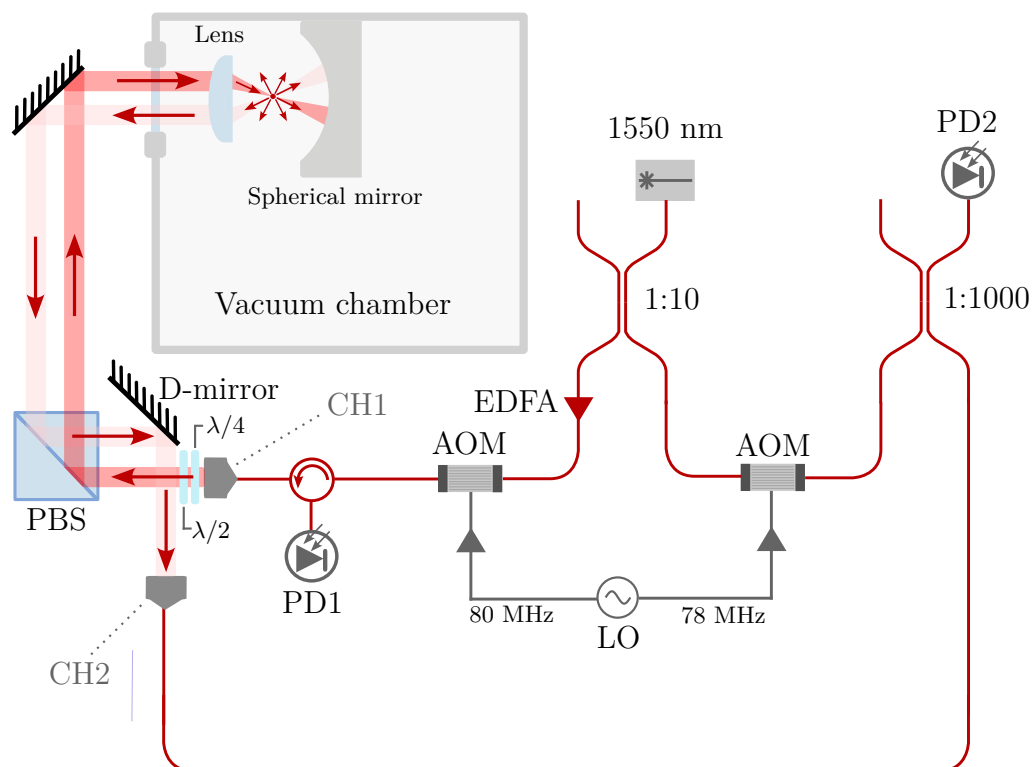 Lens
1550 nm
PD2
Spherical mirror
Vacuum chamber
1:10
1:1000
D-mirror
CH1
EDFA
λ/4
AOM
AOM
PBS
λ/2
PD1
80 MHz
78 MHz
LO
CH2